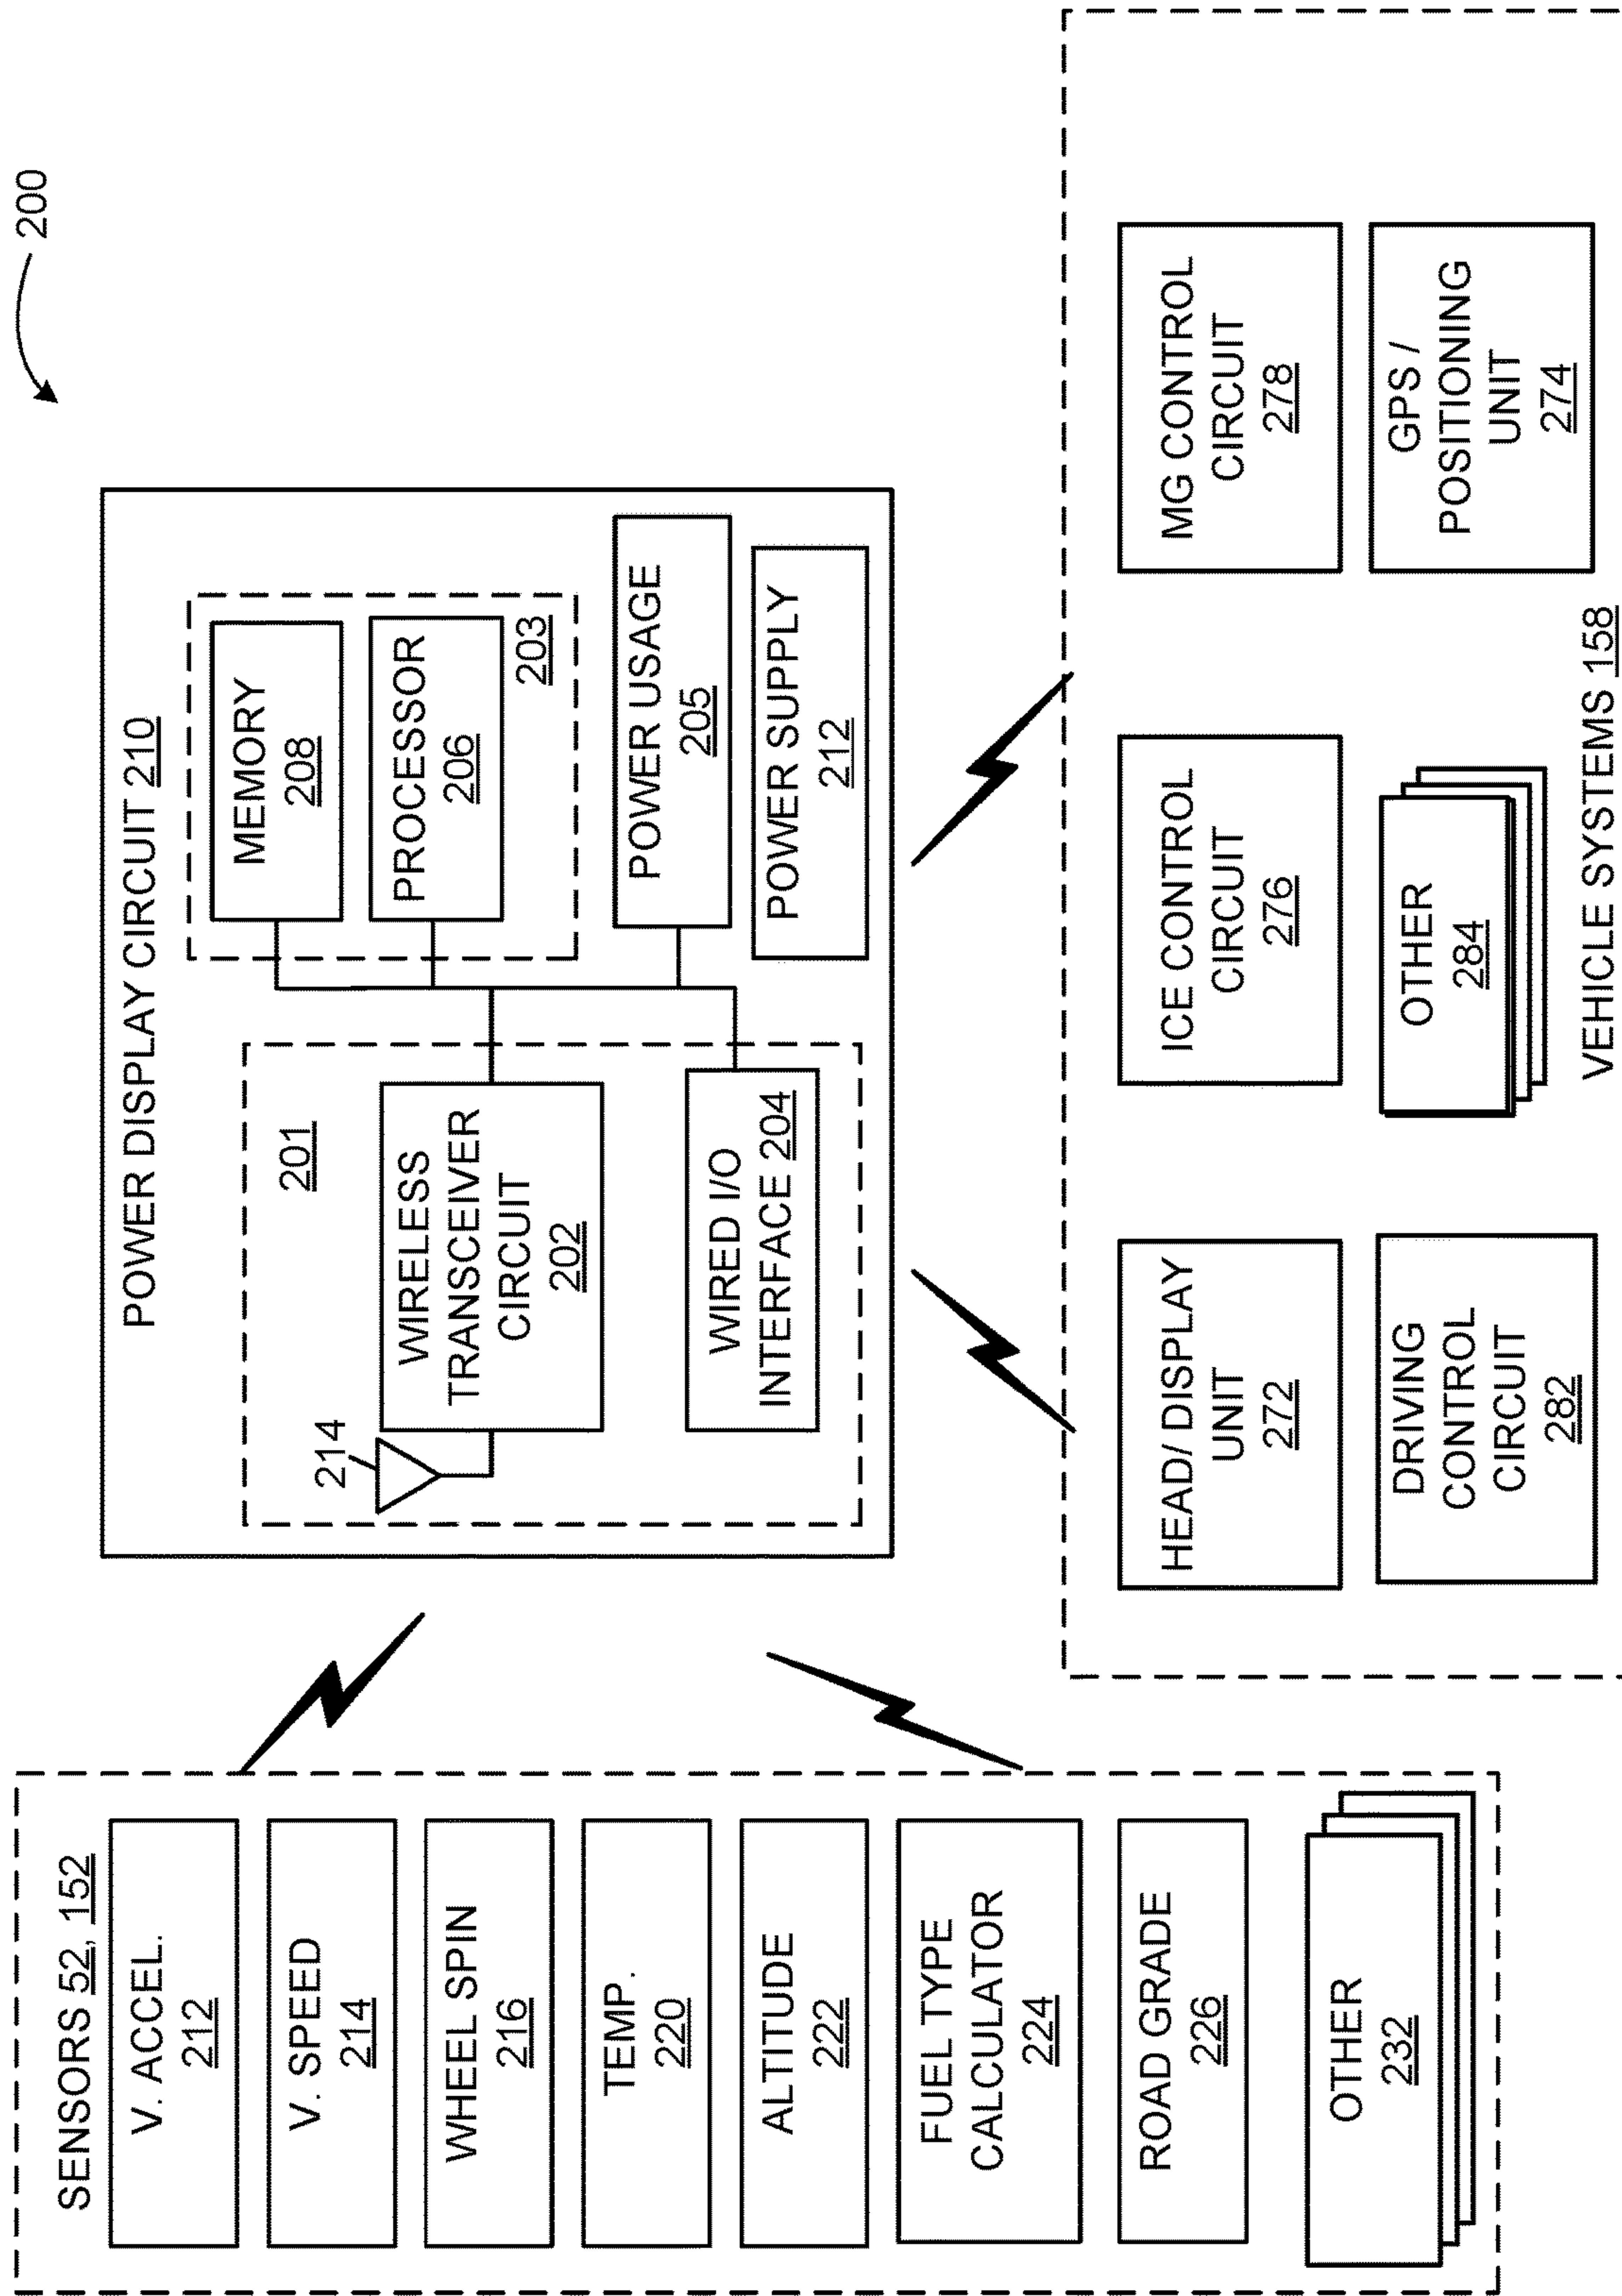 200
SENSORS 52, 152
V. ACCEL.
212
V. SPEED
214
WHEEL SPIN
216
TEMP.
220
ALTITUDE
222
FUEL TYPE
CALCULATOR
224
ROAD GRADE
226
OTHER
232
POWER DISPLAY CIRCUIT 210
201
214
WIRELESS
TRANSCEIVER
CIRCUIT
202
WIRED I/O
INTERFACE 204
MEMORY
208
PROCESSOR
206
203
POWER USAGE
205
POWER SUPPLY
212
HEAD/ DISPLAY
UNIT
272
ICE CONTROL
CIRCUIT
276
MG CONTROL
CIRCUIT
278
DRIVING
CONTROL
CIRCUIT
282
OTHER
284
GPS /
POSITIONING
UNIT
274
VEHICLE SYSTEMS 158